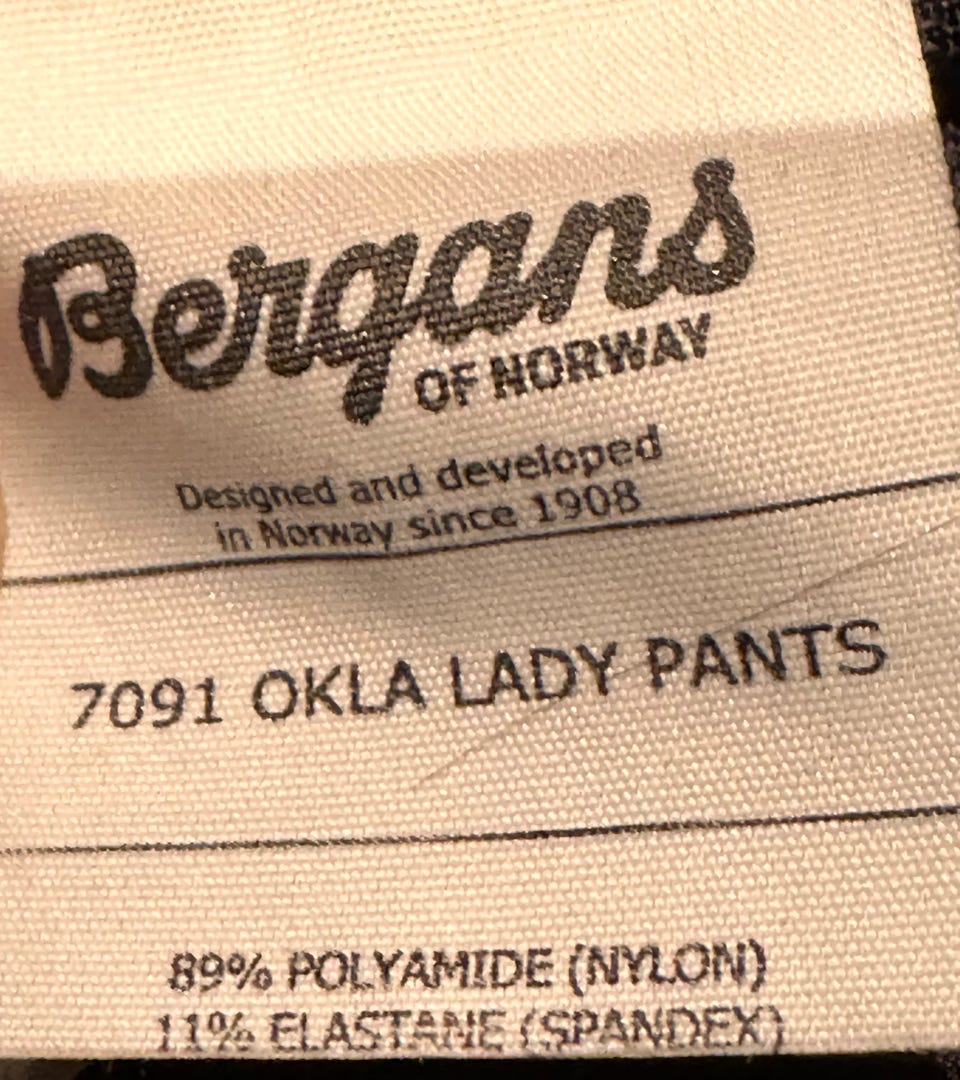 Bergans
OF NORWAY
Designed and developed
in Norway since 1908
7091 OKLA LADY PANTS
89% POLYAMIDE (NYLON)
11% ELASTANE (SPANDEX)